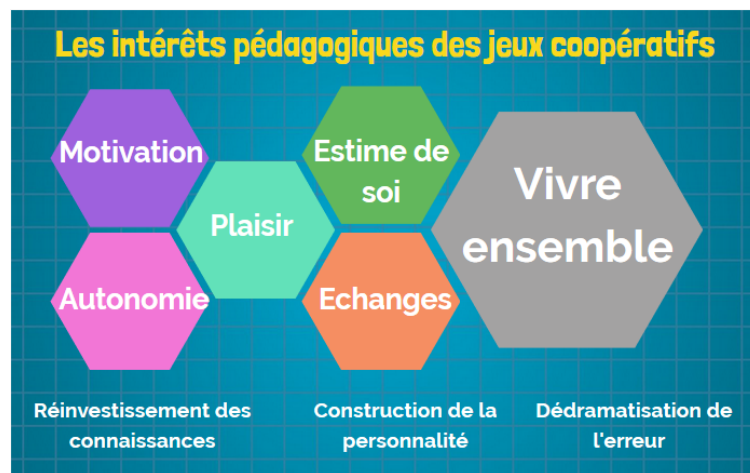 Les intérêts pédagogiques des jeux coopératifs
Motivation
Estime de
soi
Vivre
ensemble
Plaisir
Autonomie
Echanges
Réinvestissement des
connaissances
Construction de la
personnalité
Dédramatisation de
l'erreur